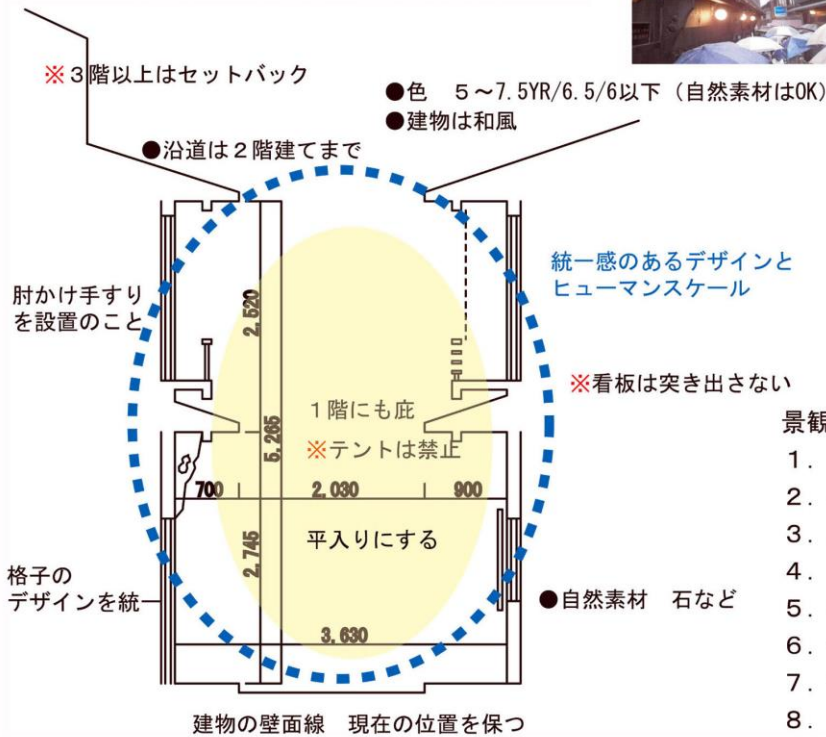 ※3階以上はセットバック
●色　5～7.5YR/6.5/6以下（自然素材はOK）
●建物は和風
●沿道は2階建てまで
統一感のあるデザインと
ヒューマンスケール
肘かけ手すり
を設置のこと
2.520
※看板は突き出さない
1階にも庇
5.265
※テントは禁止
700
2.030
900
平入りにする
2.745
格子の
デザインを統一
●自然素材　石など
3.630
建物の壁面線　現在の位置を保つ
景観
1.
2.
3.
4.
5.
6.
7.
8.